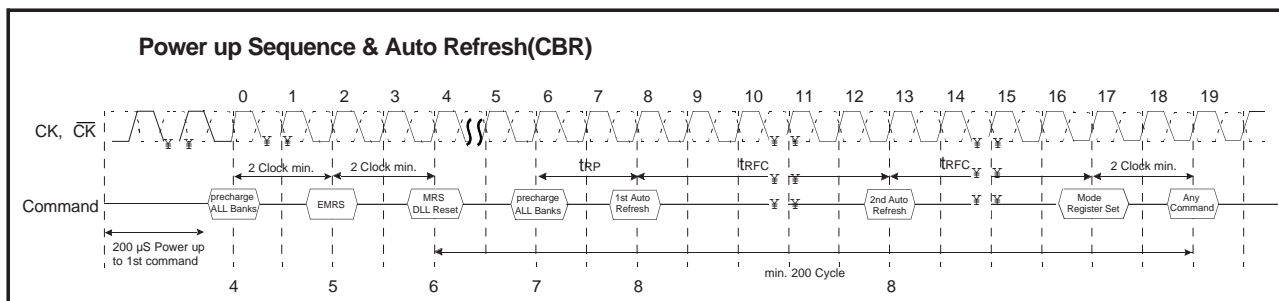 Power up Sequence & Auto Refresh(CBR)
0 1 2 3 4 5 6 7 8 9 10 11 12 13 14 15 16 17 18 19
CK, CK
¥ ¥ ¥ ¥ ¥ ¥ ¥ ¥
2 Clock min. 2 Clock min. tRP tRFC ¥ ¥ tRFC ¥ ¥ 2 Clock min.
Command
precharge ALL Banks
EMRS
MRS DLL Reset
precharge ALL Banks
1st Auto Refresh
¥ ¥
2nd Auto Refresh
¥ ¥
Mode Register Set
Any Command
200 µS Power up
to 1st command
min. 200 Cycle
4 5 6 7 8 8